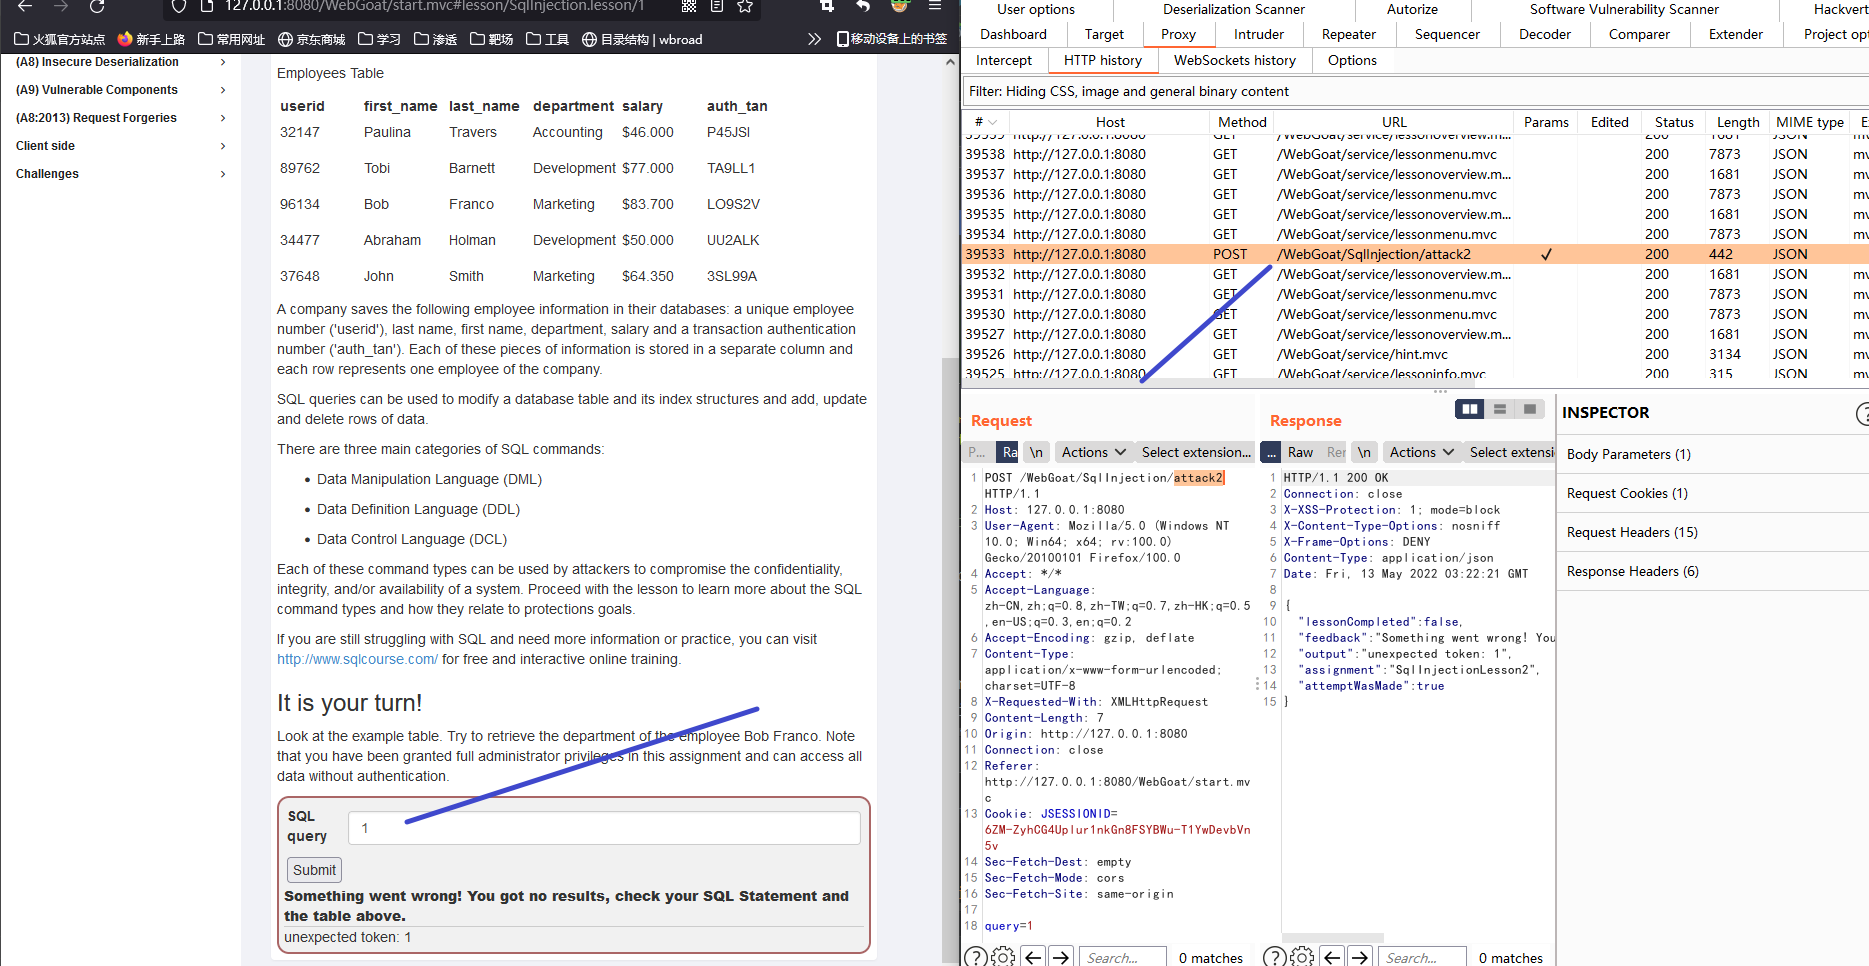 127.0.0.1:8080/WebGoat/start.mvc#lesson/SqlInjection.lesson/1
火狐官方站点 新手上路 常用网址 京东商城 学习 渗透 靶场 工具 目录结构 | wbroad 移动设备上的书签
(A8) Insecure Deserialization
(A9) Vulnerable Components
(A8:2013) Request Forgeries
Client side
Challenges
Employees Table
userid first_name last_name department salary auth_tan
32147 Paulina Travers Accounting $46.000 P45JSI
89762 Tobi Barnett Development $77.000 TA9LL1
96134 Bob Franco Marketing $83.700 LO9S2V
34477 Abraham Holman Development $50.000 UU2ALK
37648 John Smith Marketing $64.350 3SL99A
A company saves the following employee information in their databases: a unique employee
number ('userid'), last name, first name, department, salary and a transaction authentication
number ('auth_tan'). Each of these pieces of information is stored in a separate column and
each row represents one employee of the company.
SQL queries can be used to modify a database table and its index structures and add, update
and delete rows of data.
There are three main categories of SQL commands:
• Data Manipulation Language (DML)
• Data Definition Language (DDL)
• Data Control Language (DCL)
Each of these command types can be used by attackers to compromise the confidentiality,
integrity, and/or availability of a system. Proceed with the lesson to learn more about the SQL
command types and how they relate to protections goals.
If you are still struggling with SQL and need more information or practice, you can visit
http://www.sqlcourse.com/ for free and interactive online training.
It is your turn!
Look at the example table. Try to retrieve the department of the employee Bob Franco. Note
that you have been granted full administrator privileges in this assignment and can access all
data without authentication.
SQL
query
1
Submit
Something went wrong! You got no results, check your SQL Statement and
the table above.
unexpected token: 1
User options Deserialization Scanner Autorize Software Vulnerability Scanner Hackvert
Dashboard Target Proxy Intruder Repeater Sequencer Decoder Comparer Extender Project opt
Intercept HTTP history WebSockets history Options
Filter: Hiding CSS, image and general binary content
# Host Method URL Params Edited Status Length MIME type E
39539 http://127.0.0.1:8080 GET /WebGoat/service/lessonoverview.m... 200 1681 JSON mv
39538 http://127.0.0.1:8080 GET /WebGoat/service/lessonmenu.mvc 200 7873 JSON mv
39537 http://127.0.0.1:8080 GET /WebGoat/service/lessonoverview.m... 200 1681 JSON mv
39536 http://127.0.0.1:8080 GET /WebGoat/service/lessonmenu.mvc 200 7873 JSON mv
39535 http://127.0.0.1:8080 GET /WebGoat/service/lessonoverview.m... 200 1681 JSON mv
39534 http://127.0.0.1:8080 GET /WebGoat/service/lessonmenu.mvc 200 7873 JSON mv
39533 http://127.0.0.1:8080 POST /WebGoat/SqlInjection/attack2 ✓ 200 442 JSON
39532 http://127.0.0.1:8080 GET /WebGoat/service/lessonoverview.m... 200 1681 JSON mv
39531 http://127.0.0.1:8080 GET /WebGoat/service/lessonmenu.mvc 200 7873 JSON mv
39530 http://127.0.0.1:8080 GET /WebGoat/service/lessonmenu.mvc 200 7873 JSON mv
39527 http://127.0.0.1:8080 GET /WebGoat/service/lessonoverview.m... 200 1681 JSON mv
39526 http://127.0.0.1:8080 GET /WebGoat/service/hint.mvc 200 3134 JSON mv
39525 http://127.0.0.1:8080 GET /WebGoat/service/lessoninfo.mvc 200 315 JSON mv
Request
P... Ra \n Actions Select extension...
1 POST /WebGoat/SqlInjection/attack2
HTTP/1.1
2 Host: 127.0.0.1:8080
3 User-Agent: Mozilla/5.0 (Windows NT
10.0; Win64; x64; rv:100.0)
Gecko/20100101 Firefox/100.0
4 Accept: */*
5 Accept-Language:
zh-CN,zh;q=0.8,zh-TW;q=0.7,zh-HK;q=0.5
,en-US;q=0.3,en;q=0.2
6 Accept-Encoding: gzip, deflate
7 Content-Type:
application/x-www-form-urlencoded;
charset=UTF-8
8 X-Requested-With: XMLHttpRequest
9 Content-Length: 7
10 Origin: http://127.0.0.1:8080
11 Connection: close
12 Referer:
http://127.0.0.1:8080/WebGoat/start.mv
c
13 Cookie: JSESSIONID=
6ZM-ZyhCG4Uplur1nkGn8FSYBWu-T1YwDevbVn
5v
14 Sec-Fetch-Dest: empty
15 Sec-Fetch-Mode: cors
16 Sec-Fetch-Site: same-origin
17
18 query=1
Search... 0 matches
Response
... Raw Rer \n Actions Select extensi
1 HTTP/1.1 200 OK
2 Connection: close
3 X-XSS-Protection: 1; mode=block
4 X-Content-Type-Options: nosniff
5 X-Frame-Options: DENY
6 Content-Type: application/json
7 Date: Fri, 13 May 2022 03:22:21 GMT
8
9 {
10 "lessonCompleted":false,
11 "feedback":"Something went wrong! You
12 "output":"unexpected token: 1",
13 "assignment":"SqlInjectionLesson2",
14 "attemptWasMade":true
15 }
Search... 0 matches
INSPECTOR
Body Parameters (1)
Request Cookies (1)
Request Headers (15)
Response Headers (6)